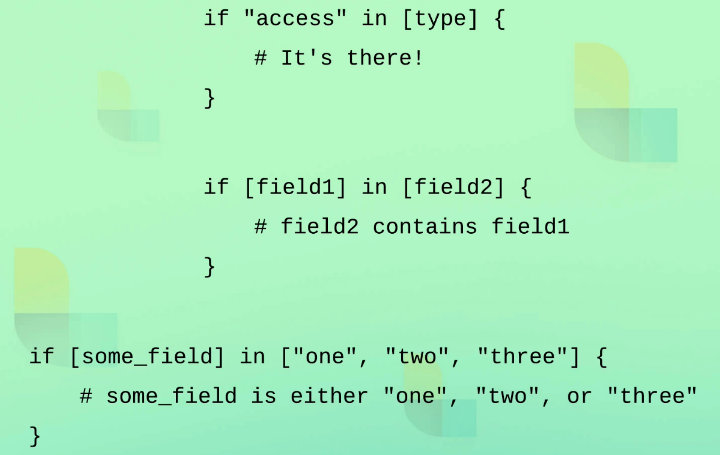 if "access" in [type] {
# It's there!
}
if [field1] in [field2] {
# field2 contains field1
}
if [some_field] in ["one", "two", "three"] {
# some_field is either "one", "two", or "three"
}